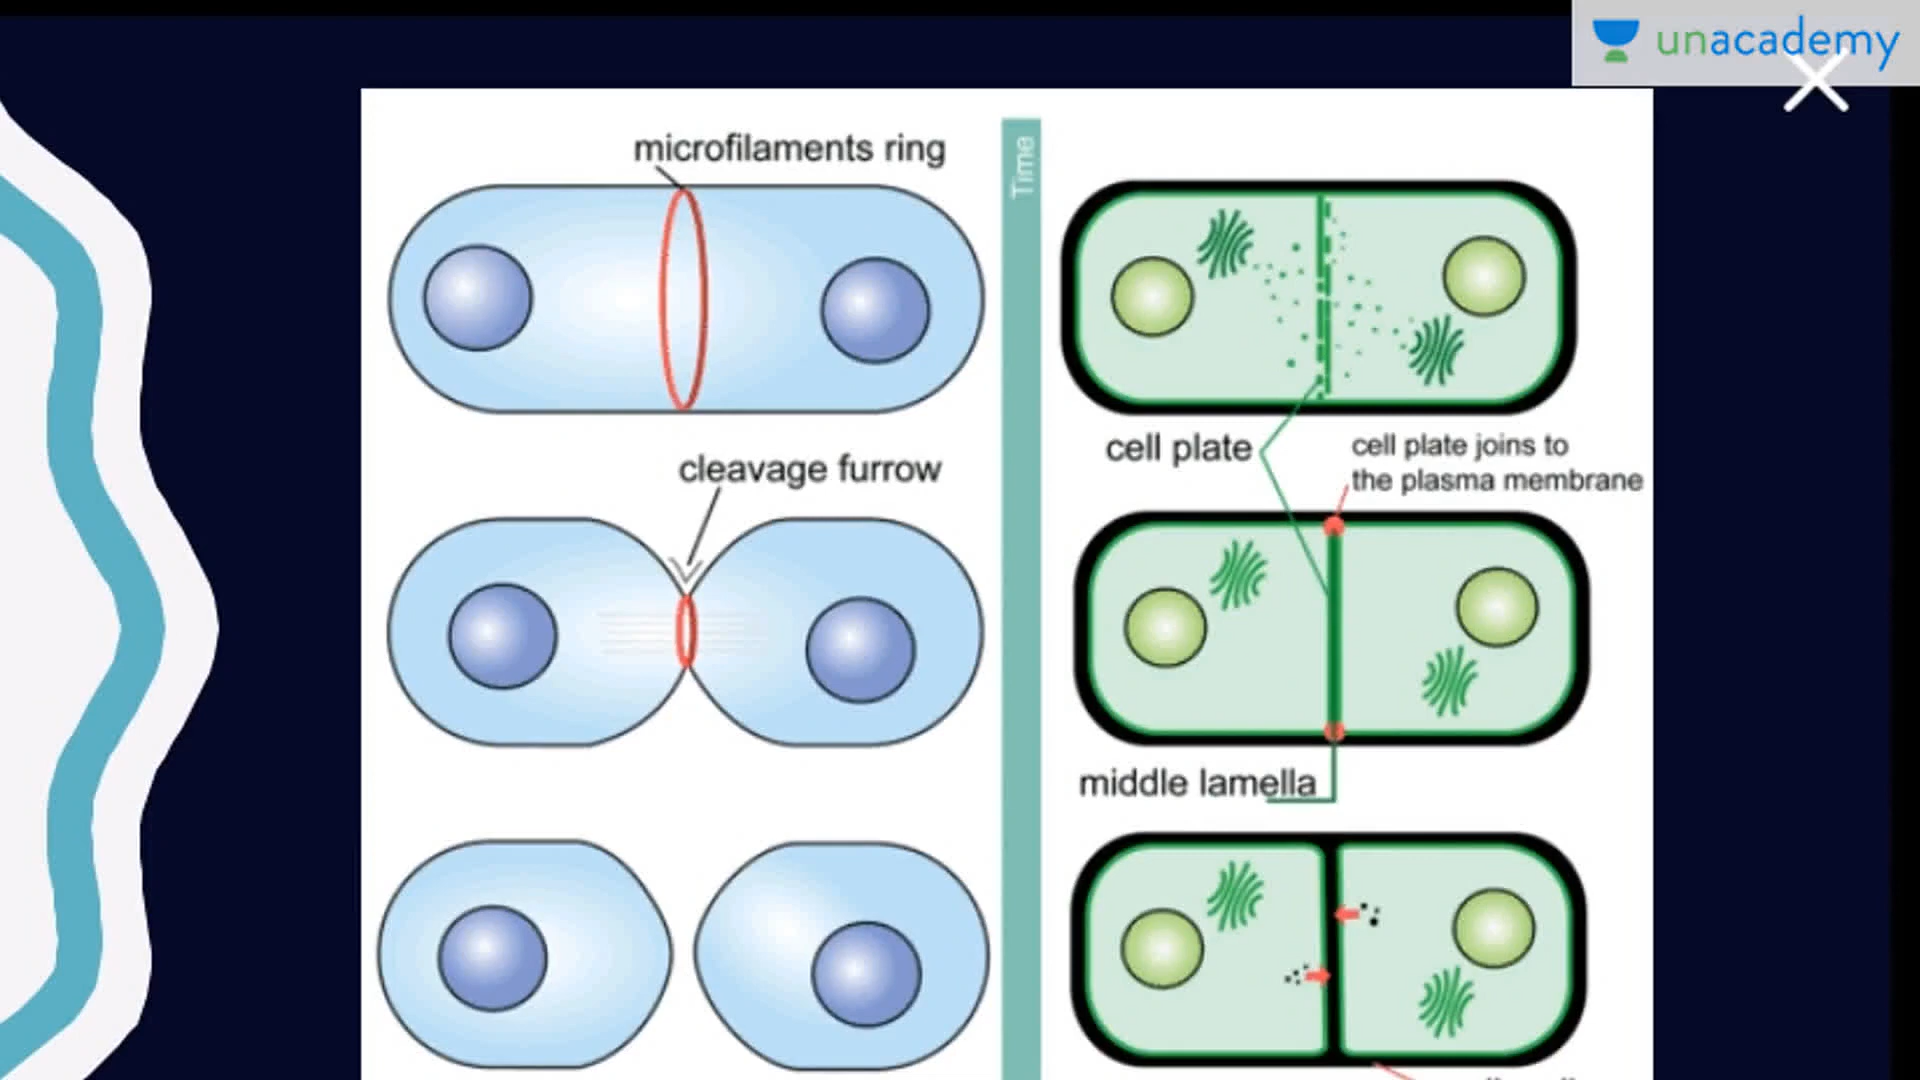 unacademy
microfilaments ring
Time
cleavage furrow
cell plate
cell plate joins to
the plasma membrane
middle lamella